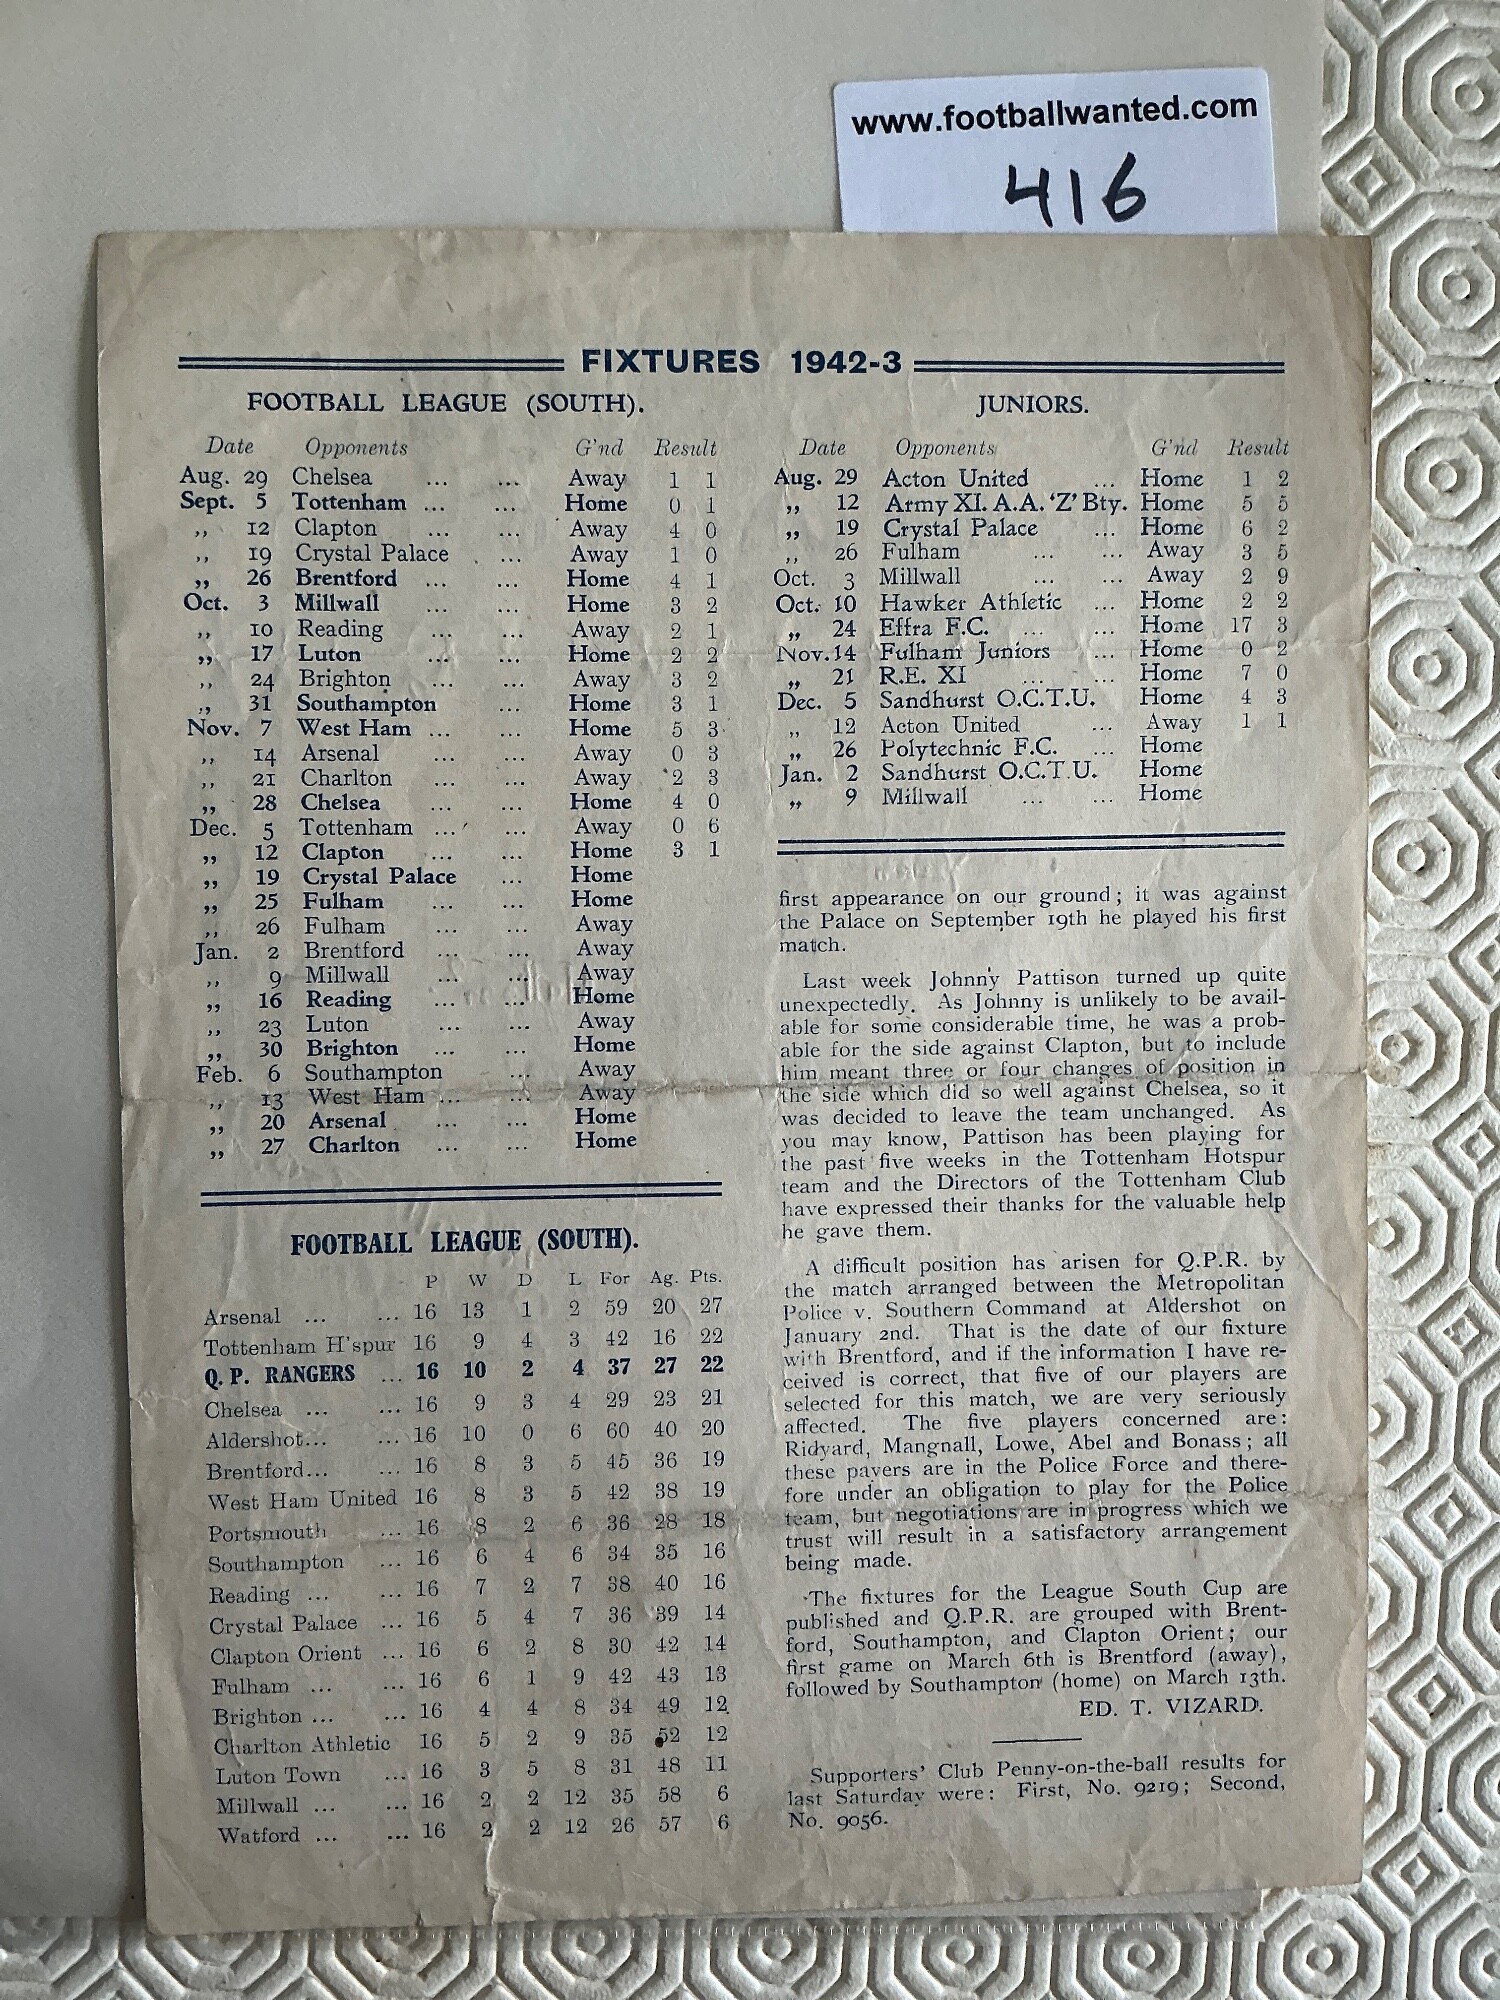 www.footballwanted.com
416
FIXTURES 1942-3
FOOTBALL LEAGUE (SOUTH).
Date Opponents G'nd Result
Aug. 29 Chelsea ... ... Away 1 1
Sept. 5 Tottenham ... ... Home 0 1
,, 12 Clapton ... ... Away 4 0
,, 19 Crystal Palace ... Away 1 0
,, 26 Brentford ... ... Home 4 1
Oct. 3 Millwall ... ... Home 3 2
,, 10 Reading ... ... Away 2 1
,, 17 Luton ... ... Home 2 2
,, 24 Brighton ... ... Away 3 2
,, 31 Southampton ... Home 3 1
Nov. 7 West Ham ... ... Home 5 3
,, 14 Arsenal ... ... Away 0 3
,, 21 Charlton ... ... Away 2 3
,, 28 Chelsea ... ... Home 4 0
Dec. 5 Tottenham ... ... Away 0 6
,, 12 Clapton ... ... Home 3 1
,, 19 Crystal Palace ... Home
,, 25 Fulham ... ... Home
,, 26 Fulham ... ... Away
Jan. 2 Brentford ... ... Away
,, 9 Millwall ... ... Away
,, 16 Reading ... ... Home
,, 23 Luton ... ... Away
,, 30 Brighton ... ... Home
Feb. 6 Southampton ... Away
,, 13 West Ham ... ... Away
,, 20 Arsenal ... ... Home
,, 27 Charlton ... ... Home
FOOTBALL LEAGUE (SOUTH).
P W D L For Ag. Pts.
Arsenal ... ... 16 13 1 2 59 20 27
Tottenham H'spur 16 9 4 3 42 16 22
Q. P. RANGERS ... 16 10 2 4 37 27 22
Chelsea ... ... 16 9 3 4 29 23 21
Aldershot... ... 16 10 0 6 60 40 20
Brentford... ... 16 8 3 5 45 36 19
West Ham United 16 8 3 5 42 38 19
Portsmouth ... 16 8 2 6 36 28 18
Southampton ... 16 6 4 6 34 35 16
Reading ... ... 16 7 2 7 38 40 16
Crystal Palace ... 16 5 4 7 36 39 14
Clapton Orient ... 16 6 2 8 30 42 14
Fulham ... ... 16 6 1 9 42 43 13
Brighton ... ... 16 4 4 8 34 49 12
Charlton Athletic 16 5 2 9 35 52 12
Luton Town ... 16 3 5 8 31 48 11
Millwall ... ... 16 2 2 12 35 58 6
Watford ... ... 16 2 2 12 26 57 6
JUNIORS.
Date Opponents G'nd Result
Aug. 29 Acton United ... Home 1 2
,, 12 Army XI. A.A. 'Z' Bty. Home 5 5
,, 19 Crystal Palace ... Home 6 2
,, 26 Fulham ... ... Away 3 5
Oct. 3 Millwall ... ... Away 2 9
Oct. 10 Hawker Athletic ... Home 2 2
,, 24 Effra F.C. ... ... Home 17 3
Nov. 14 Fulham Juniors ... Home 0 2
,, 21 R.E. XI ... ... Home 7 0
Dec. 5 Sandhurst O.C.T.U. Home 4 3
,, 12 Acton United ... Away 1 1
,, 26 Polytechnic F.C. ... Home
Jan. 2 Sandhurst O.C.T.U. Home
,, 9 Millwall ... ... Home
first appearance on our ground; it was against
the Palace on September 19th he played his first
match.
Last week Johnny Pattison turned up quite
unexpectedly. As Johnny is unlikely to be avail-
able for some considerable time, he was a prob-
able for the side against Clapton, but to include
him meant three or four changes of position in
the side which did so well against Chelsea, so it
was decided to leave the team unchanged. As
you may know, Pattison has been playing for
the past five weeks in the Tottenham Hotspur
team and the Directors of the Tottenham Club
have expressed their thanks for the valuable help
he gave them.
A difficult position has arisen for Q.P.R. by
the match arranged between the Metropolitan
Police v. Southern Command at Aldershot on
January 2nd. That is the date of our fixture
with Brentford, and if the information I have re-
ceived is correct, that five of our players are
selected for this match, we are very seriously
affected. The five players concerned are:
Ridyard, Mangnall, Lowe, Abel and Bonass; all
these payers are in the Police Force and there-
fore under an obligation to play for the Police
team, but negotiations are in progress which we
trust will result in a satisfactory arrangement
being made.
The fixtures for the League South Cup are
published and Q.P.R. are grouped with Brent-
ford, Southampton, and Clapton Orient; our
first game on March 6th is Brentford (away),
followed by Southampton (home) on March 13th.
ED. T. VIZARD.
Supporters' Club Penny-on-the-ball results for
last Saturday were: First, No. 9219; Second,
No. 9056.